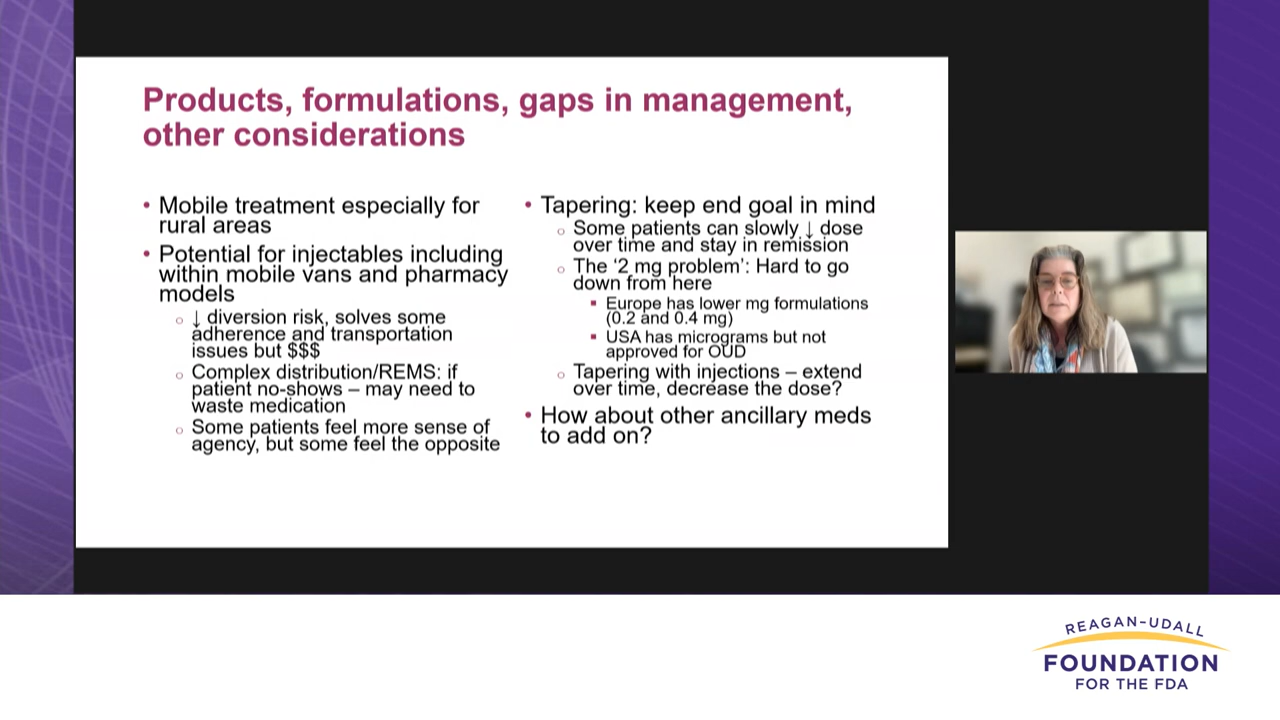 Products, formulations, gaps in management,
other considerations
• Mobile treatment especially for
rural areas
• Potential for injectables including
within mobile vans and pharmacy
models
○ ↓ diversion risk, solves some
adherence and transportation
issues but $$$
○ Complex distribution/REMS: if
patient no-shows – may need to
waste medication
○ Some patients feel more sense of
agency, but some feel the opposite
• Tapering: keep end goal in mind
○ Some patients can slowly ↓ dose
over time and stay in remission
○ The ‘2 mg problem’: Hard to go
down from here
▪ Europe has lower mg formulations
(0.2 and 0.4 mg)
▪ USA has micrograms but not
approved for OUD
○ Tapering with injections – extend
over time, decrease the dose?
• How about other ancillary meds
to add on?
REAGAN-UDALL
FOUNDATION
FOR THE FDA